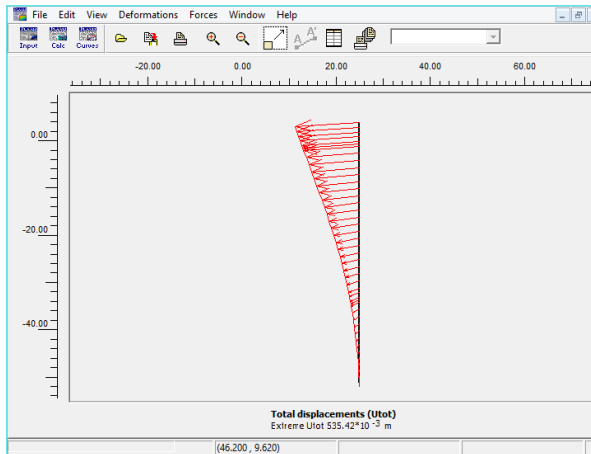 File Edit View Deformations Forces Window Help
Input Calc Curves
-20.00 0.00 20.00 40.00 60.00
0.00
-20.00
-40.00
Total displacements (Utot)
Extreme Utot 535.42*10 -3 m
(46.200 , 9.620)